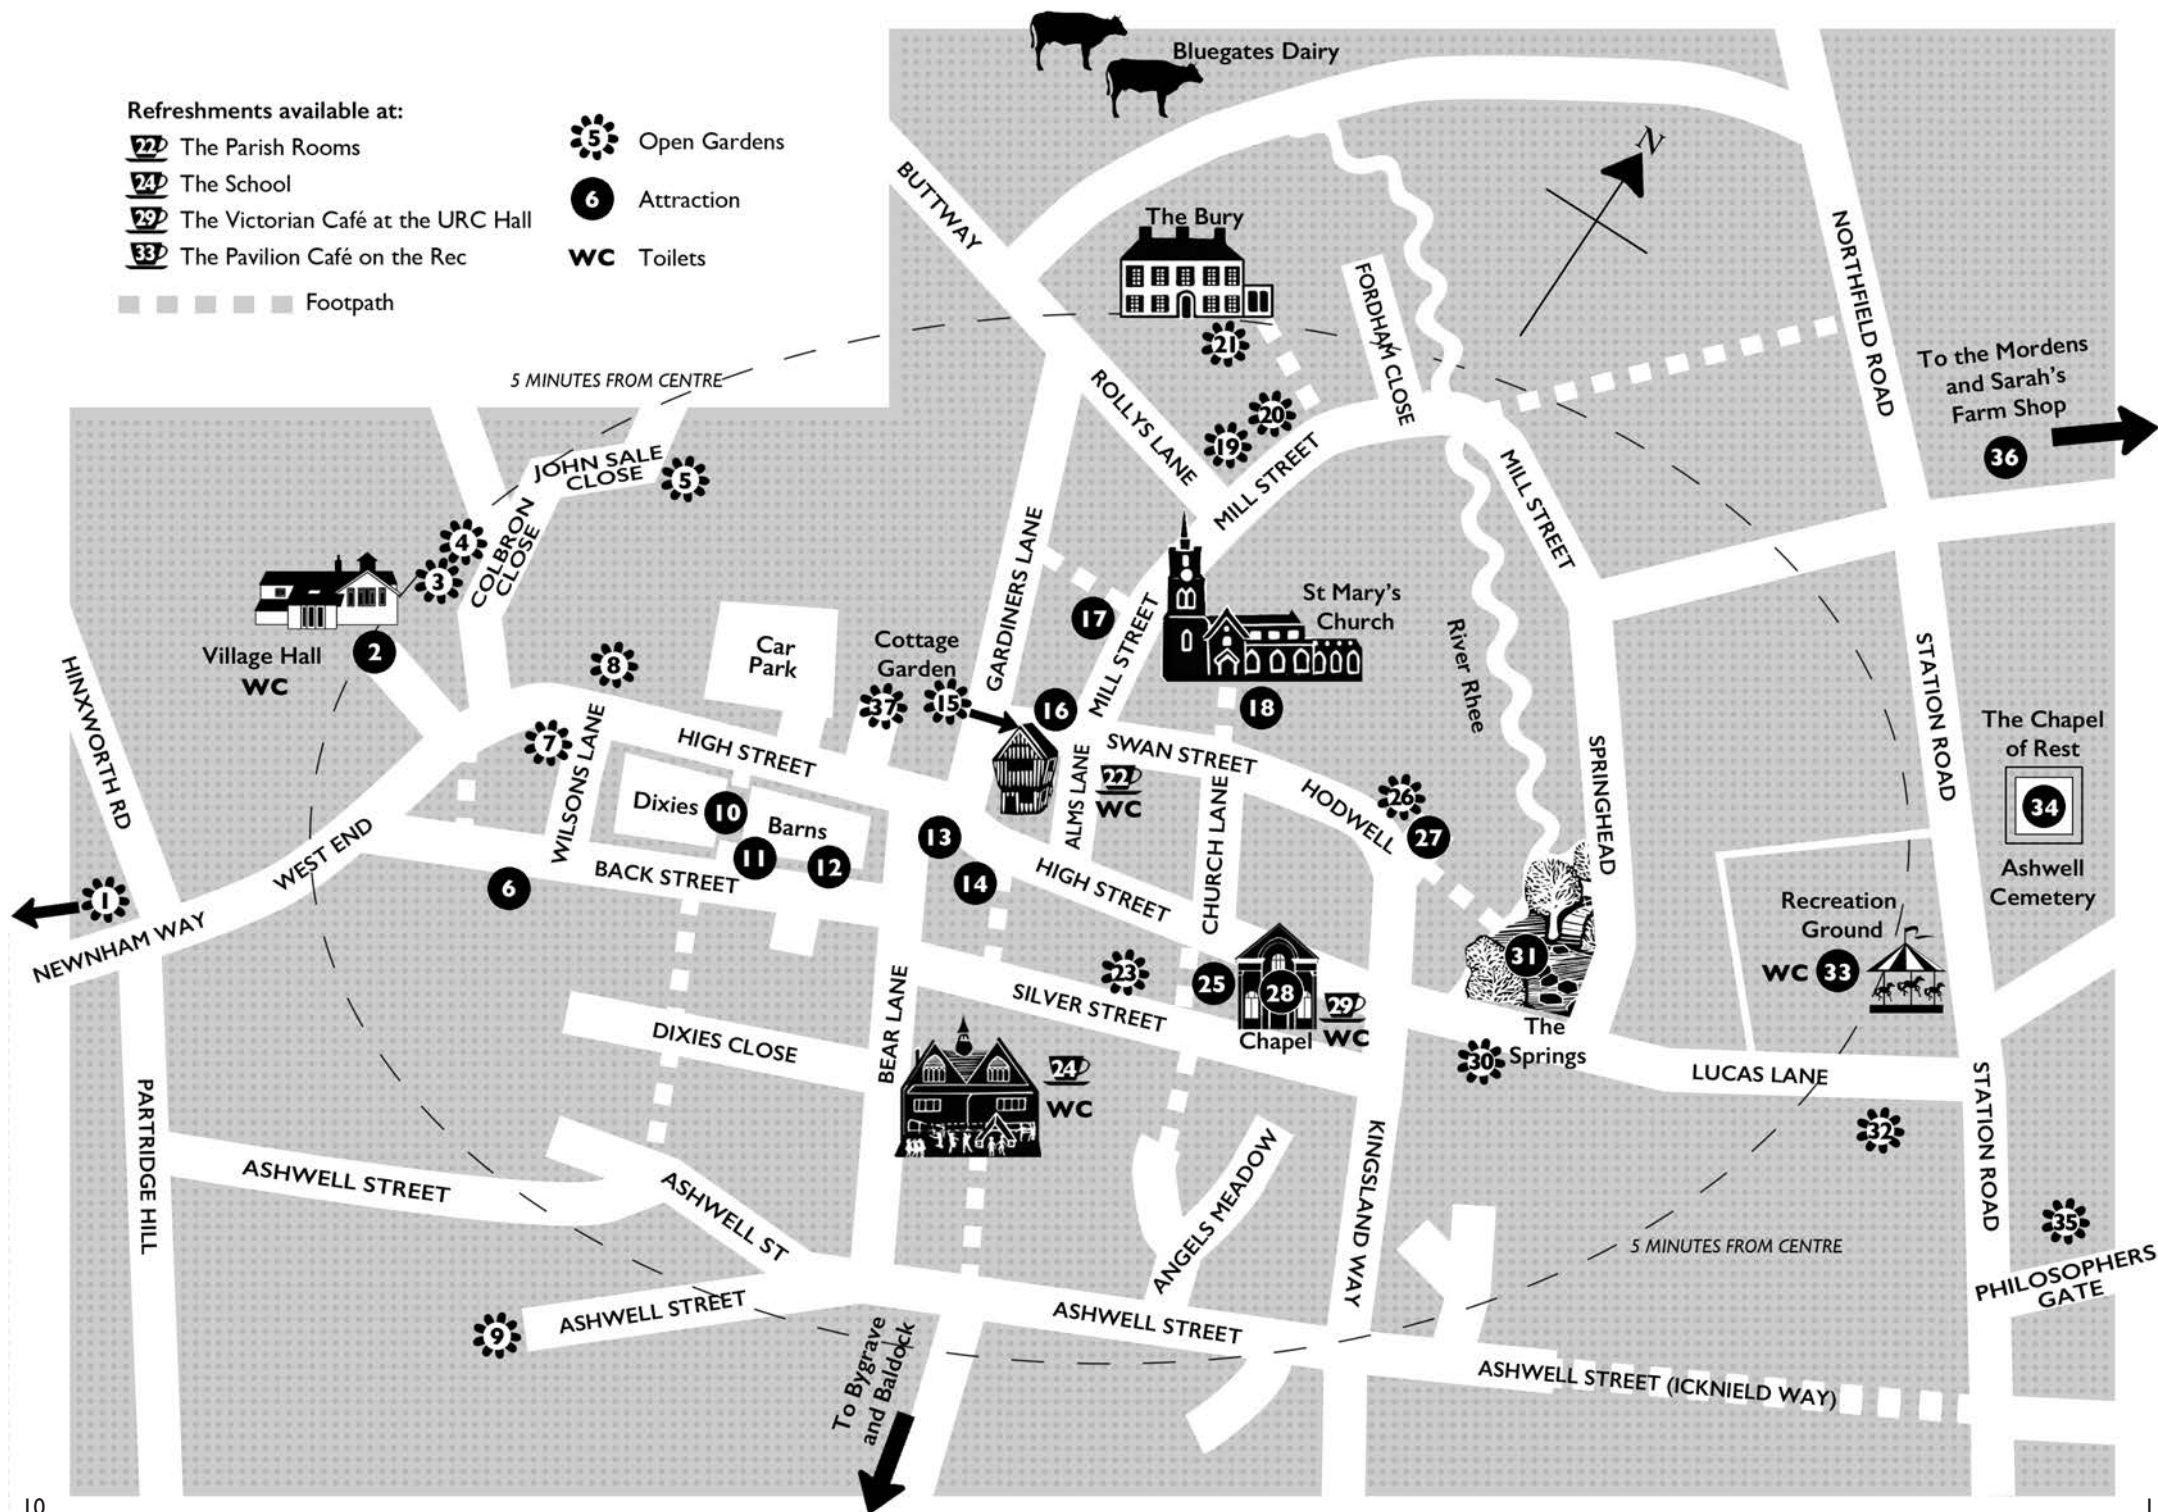 Bluegates Dairy
Refreshments available at:
22 The Parish Rooms
24 The School
29 The Victorian Café at the URC Hall
33 The Pavilion Café on the Rec
Footpath
5 Open Gardens
6 Attraction
WC Toilets
N
BUTTWAY
The Bury
21
FORDHAM CLOSE
NORTHFIELD ROAD
To the Mordens
and Sarah's
Farm Shop
36
5 MINUTES FROM CENTRE
ROLLYS LANE
20
19
MILL STREET
MILL STREET
JOHN SALE
CLOSE
5
4
3
COLBRON
CLOSE
GARDINERS LANE
17
MILL STREET
St Mary's
Church
18
River Rhee
Village Hall
WC
2
8
Car
Park
Cottage
Garden
37
15
16
HINXWORTH RD
7
WILSONS LANE
HIGH STREET
SWAN STREET
ALMS LANE
22
WC
CHURCH LANE
HODWELL
26
27
SPRINGHEAD
STATION ROAD
The Chapel
of Rest
34
Ashwell
Cemetery
Dixies
10
Barns
11
12
13
14
HIGH STREET
WEST END
6
BACK STREET
1
NEWNHAM WAY
23
25
28
29
WC
Chapel
31
The
Springs
30
Recreation
Ground
WC 33
SILVER STREET
BEAR LANE
DIXIES CLOSE
24
WC
LUCAS LANE
32
STATION ROAD
PARTRIDGE HILL
ASHWELL STREET
ASHWELL ST
ANGELS MEADOW
KINGSLAND WAY
5 MINUTES FROM CENTRE
35
PHILOSOPHERS
GATE
9
ASHWELL STREET
ASHWELL STREET
ASHWELL STREET (ICKNIELD WAY)
To Bygrave
and Baldock
10